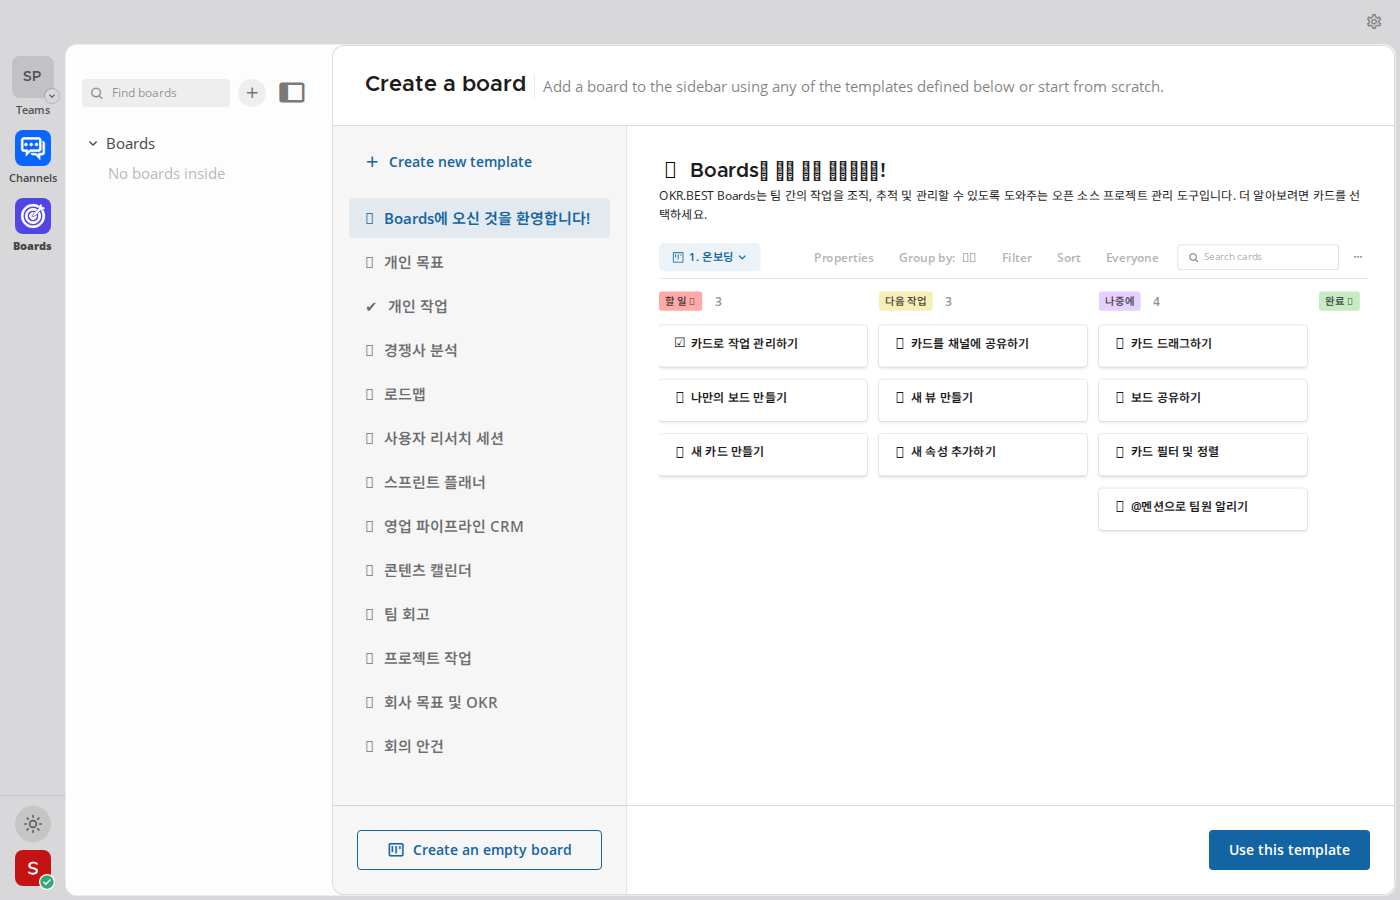 SP
Teams
Channels
Boards
S
Find boards
Boards
No boards inside
Create a board
Add a board to the sidebar using any of the templates defined below or start from scratch.
Create new template
Boards에 오신 것을 환영합니다!
개인 목표
✔ 개인 작업
경쟁사 분석
로드맵
사용자 리서치 세션
스프린트 플래너
영업 파이프라인 CRM
콘텐츠 캘린더
팀 회고
프로젝트 작업
회사 목표 및 OKR
회의 안건
Create an empty board
Boards !
OKR.BEST Boards는 팀 간의 작업을 조직, 추적 및 관리할 수 있도록 도와주는 오픈 소스 프로젝트 관리 도구입니다. 더 알아보려면 카드를 선
택하세요.
1. 온보딩
Properties
Group by:
Filter
Sort
Everyone
Search cards
할 일 3
다음 작업 3
나중에 4
완료
☑ 카드로 작업 관리하기
카드를 채널에 공유하기
카드 드래그하기
나만의 보드 만들기
새 뷰 만들기
보드 공유하기
새 카드 만들기
새 속성 추가하기
카드 필터 및 정렬
@멘션으로 팀원 알리기
Use this template